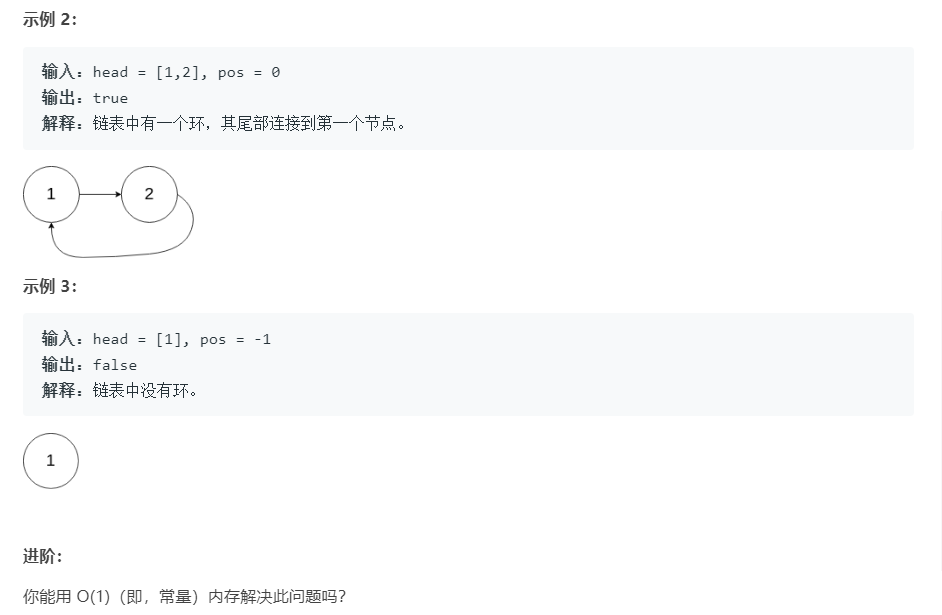 示例 2：
输入：head = [1,2], pos = 0
输出：true
解释：链表中有一个环，其尾部连接到第一个节点。
1
2
示例 3：
输入：head = [1], pos = -1
输出：false
解释：链表中没有环。
1
进阶：
你能用 O(1)（即，常量）内存解决此问题吗？